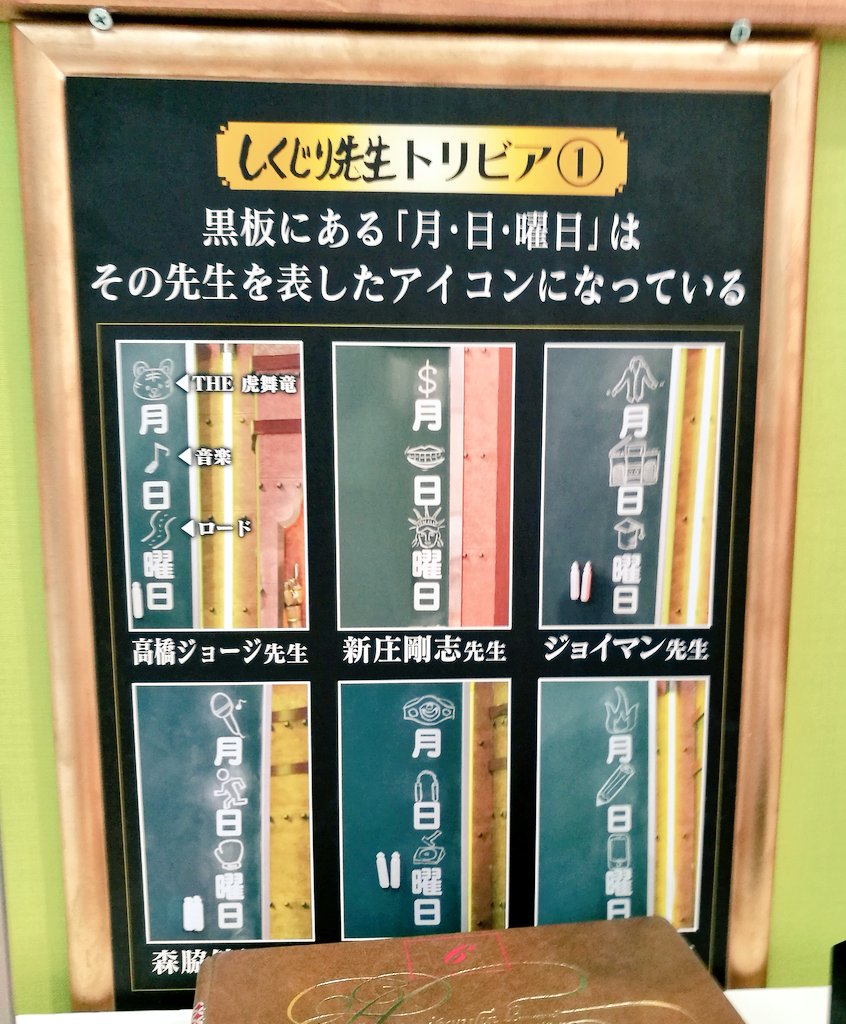 しくじり先生トリビア①
黒板にある「月・日・曜日」は
その先生を表したアイコンになっている
月
THE 虎舞竜
日
音楽
曜日
ロード
高橋ジョージ先生
月
日
曜日
新庄剛志先生
月
日
曜日
ジョイマン先生
月
日
曜日
森脇
月
日
曜日
月
日
曜日
6